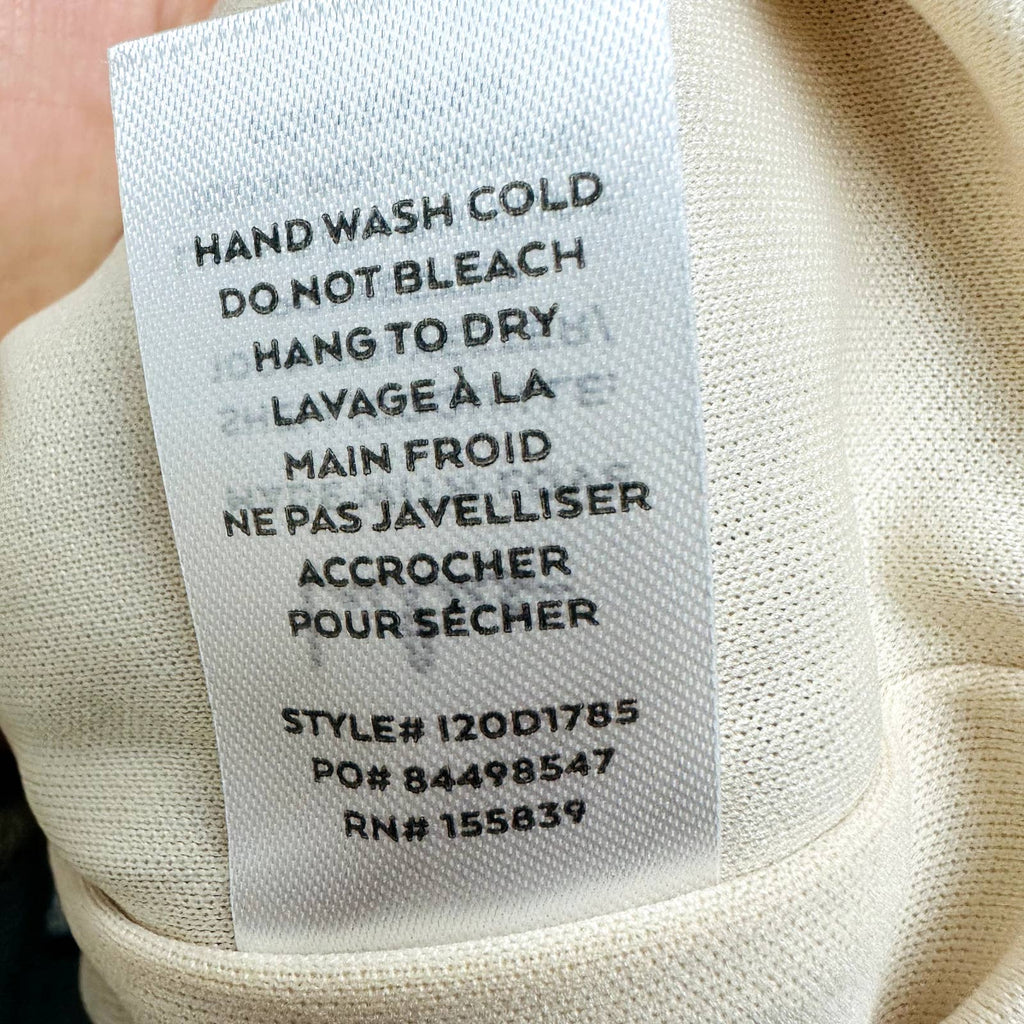 HAND WASH COLD
DO NOT BLEACH
HANG TO DRY
LAVAGE À LA
MAIN FROID
NE PAS JAVELLISER
ACCROCHER
POUR SÉCHER
STYLE# I20D1785
PO# 84498547
RN# 155839